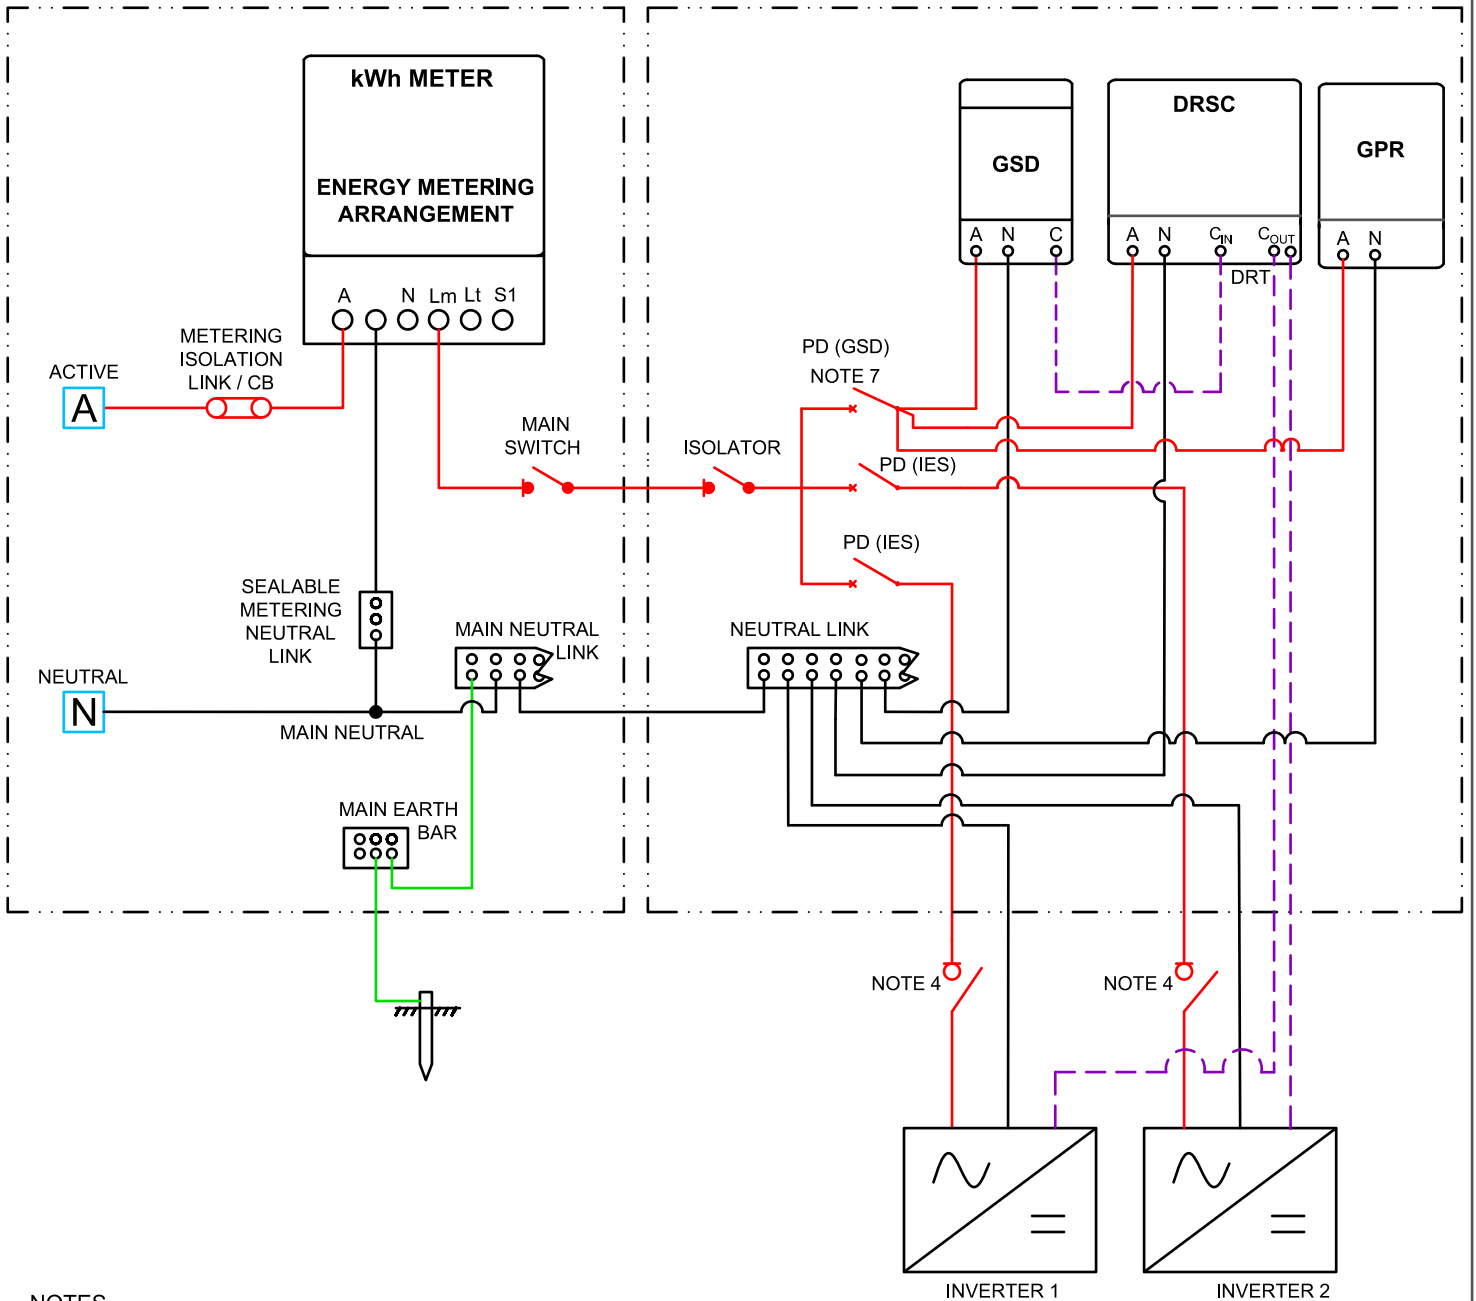 kWh METER
ENERGY METERING
ARRANGEMENT
A
N
Lm
Lt
S1
METERING
ISOLATION
LINK / CB
ACTIVE
A
MAIN
SWITCH
SEALABLE
METERING
NEUTRAL
LINK
NEUTRAL
N
MAIN NEUTRAL
MAIN NEUTRAL
LINK
MAIN EARTH
BAR
GSD
A
N
C
DRSC
A
N
CIN
COUT
DRT
GPR
A
N
PD (GSD)
NOTE 7
ISOLATOR
PD (IES)
PD (IES)
NEUTRAL LINK
NOTE 4
NOTE 4
INVERTER 1
INVERTER 2
NOTES